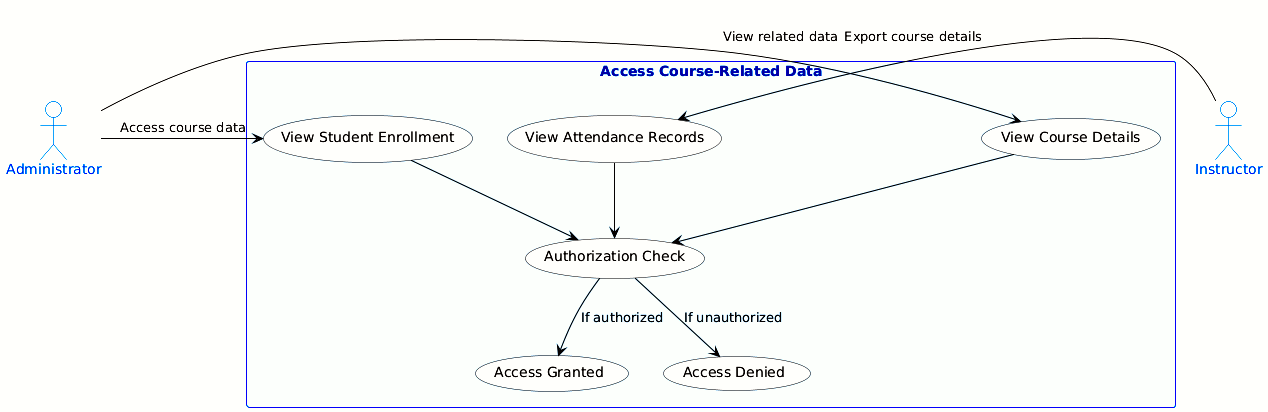 View related data Export course details
Access Course-Related Data
Access course data
View Student Enrollment
View Attendance Records
View Course Details
Administrator
Instructor
Authorization Check
If authorized
If unauthorized
Access Granted
Access Denied